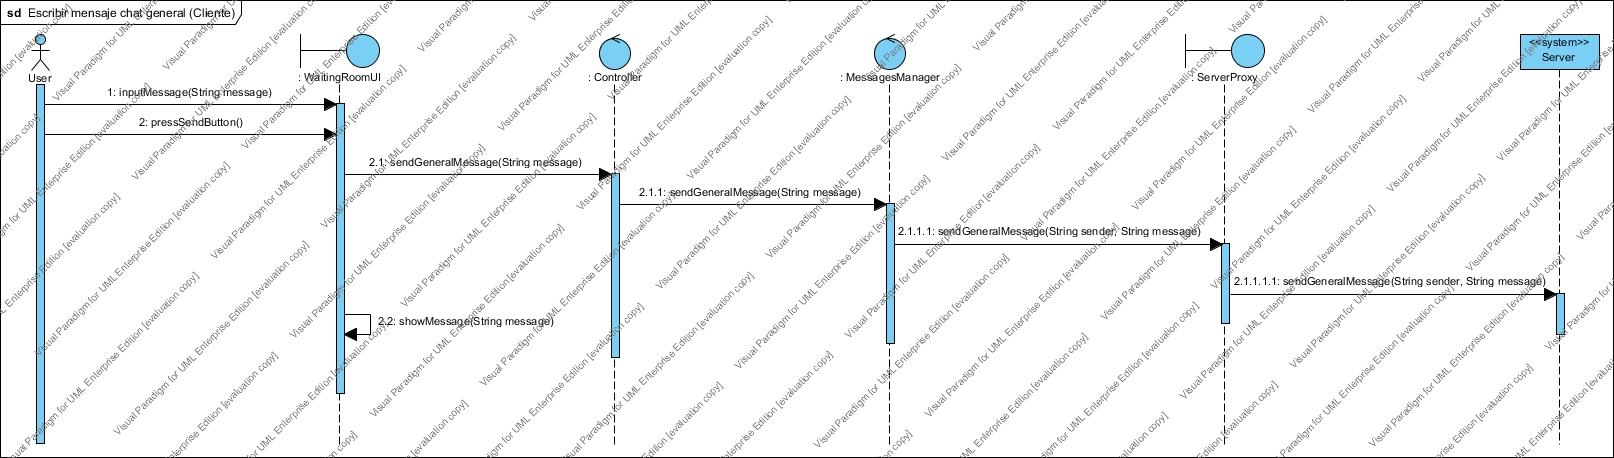 sd Escribir mensaje chat general (Cliente)
User
: WaitingRoomUI
: Controller
: MessagesManager
: ServerProxy
<<system>>
Server
1: inputMessage(String message)
2: pressSendButton()
2.1: sendGeneralMessage(String message)
2.1.1: sendGeneralMessage(String message)
2.1.1.1: sendGeneralMessage(String sender, String message)
2.1.1.1.1: sendGeneralMessage(String sender, String message)
2.2: showMessage(String message)
Visual Paradigm for UML Enterprise Edition [evaluation copy]